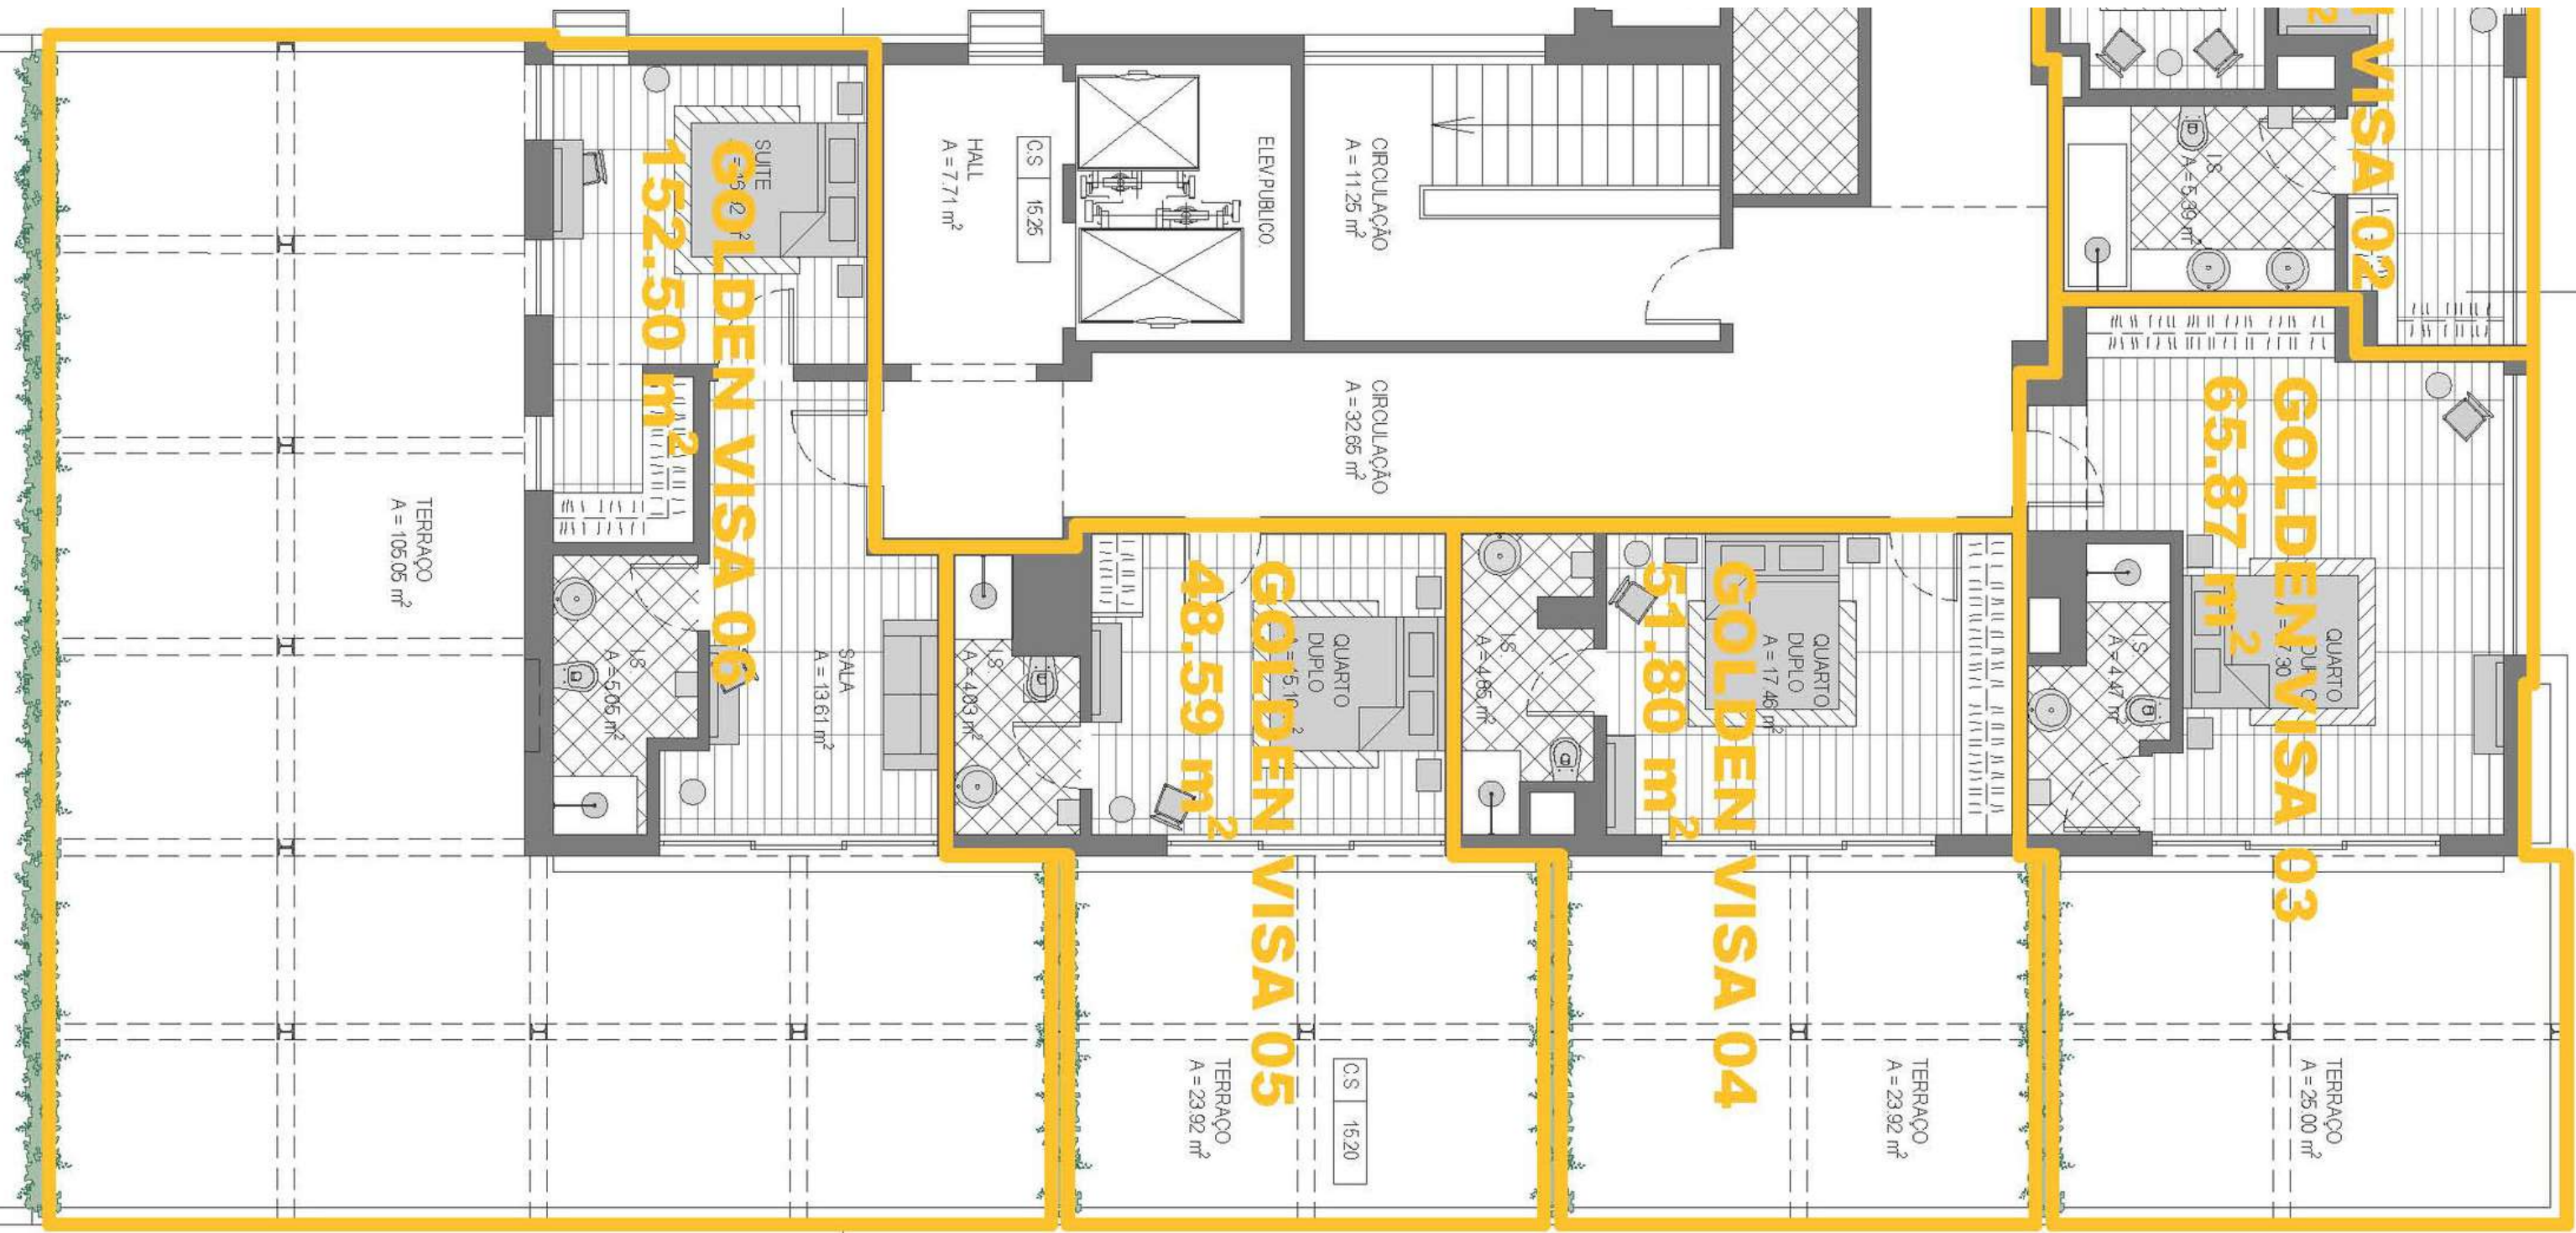 GOLDEN VISA 06
152.50 m²
SUITE
TERRAÇO
A = 105.05 m²
I.S.
A = 5.05 m²
SALA
A = 13.61 m²
HALL
A = 7.71 m²
C.S 15.25
ELEV.PUBLICO.
CIRCULAÇÃO
A = 11.25 m²
CIRCULAÇÃO
A = 32.65 m²
GOLDEN VISA 05
48.59 m²
QUARTO
DUPLO
I.S.
A = 4.03 m²
TERRAÇO
A = 23.92 m²
C.S 15.20
GOLDEN VISA 04
51.80 m²
QUARTO
DUPLO
A = 17.46 m²
I.S.
A = 4.65 m²
TERRAÇO
A = 23.92 m²
GOLDEN VISA 03
65.87 m²
QUARTO
I.S.
A = 4.47 m²
TERRAÇO
A = 25.00 m²
VISA 02
I.S.
A = 5.39 m²